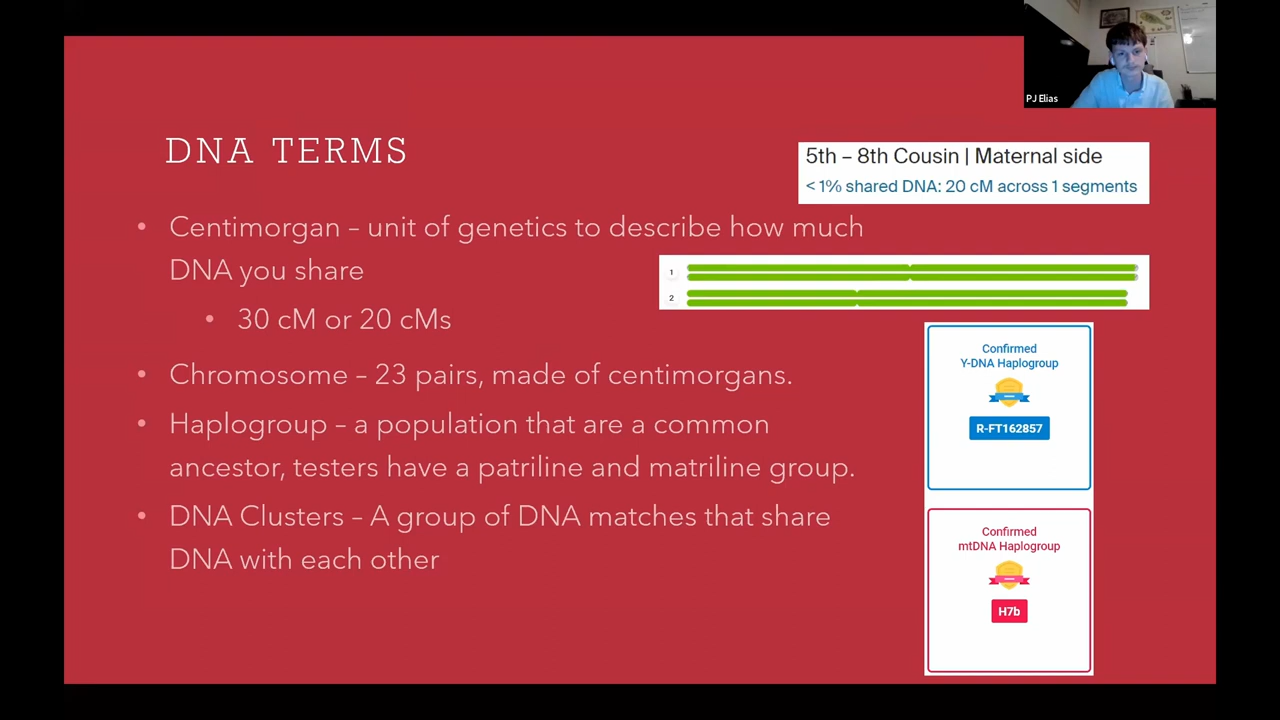 PJ Elias
DNA TERMS
5th – 8th Cousin | Maternal side
< 1% shared DNA: 20 cM across 1 segments
• Centimorgan – unit of genetics to describe how much
DNA you share
• 30 cM or 20 cMs
1
2
• Chromosome – 23 pairs, made of centimorgans.
• Haplogroup – a population that are a common
ancestor, testers have a patriline and matriline group.
• DNA Clusters – A group of DNA matches that share
DNA with each other
Confirmed
Y-DNA Haplogroup
R-FT162857
Confirmed
mtDNA Haplogroup
H7b